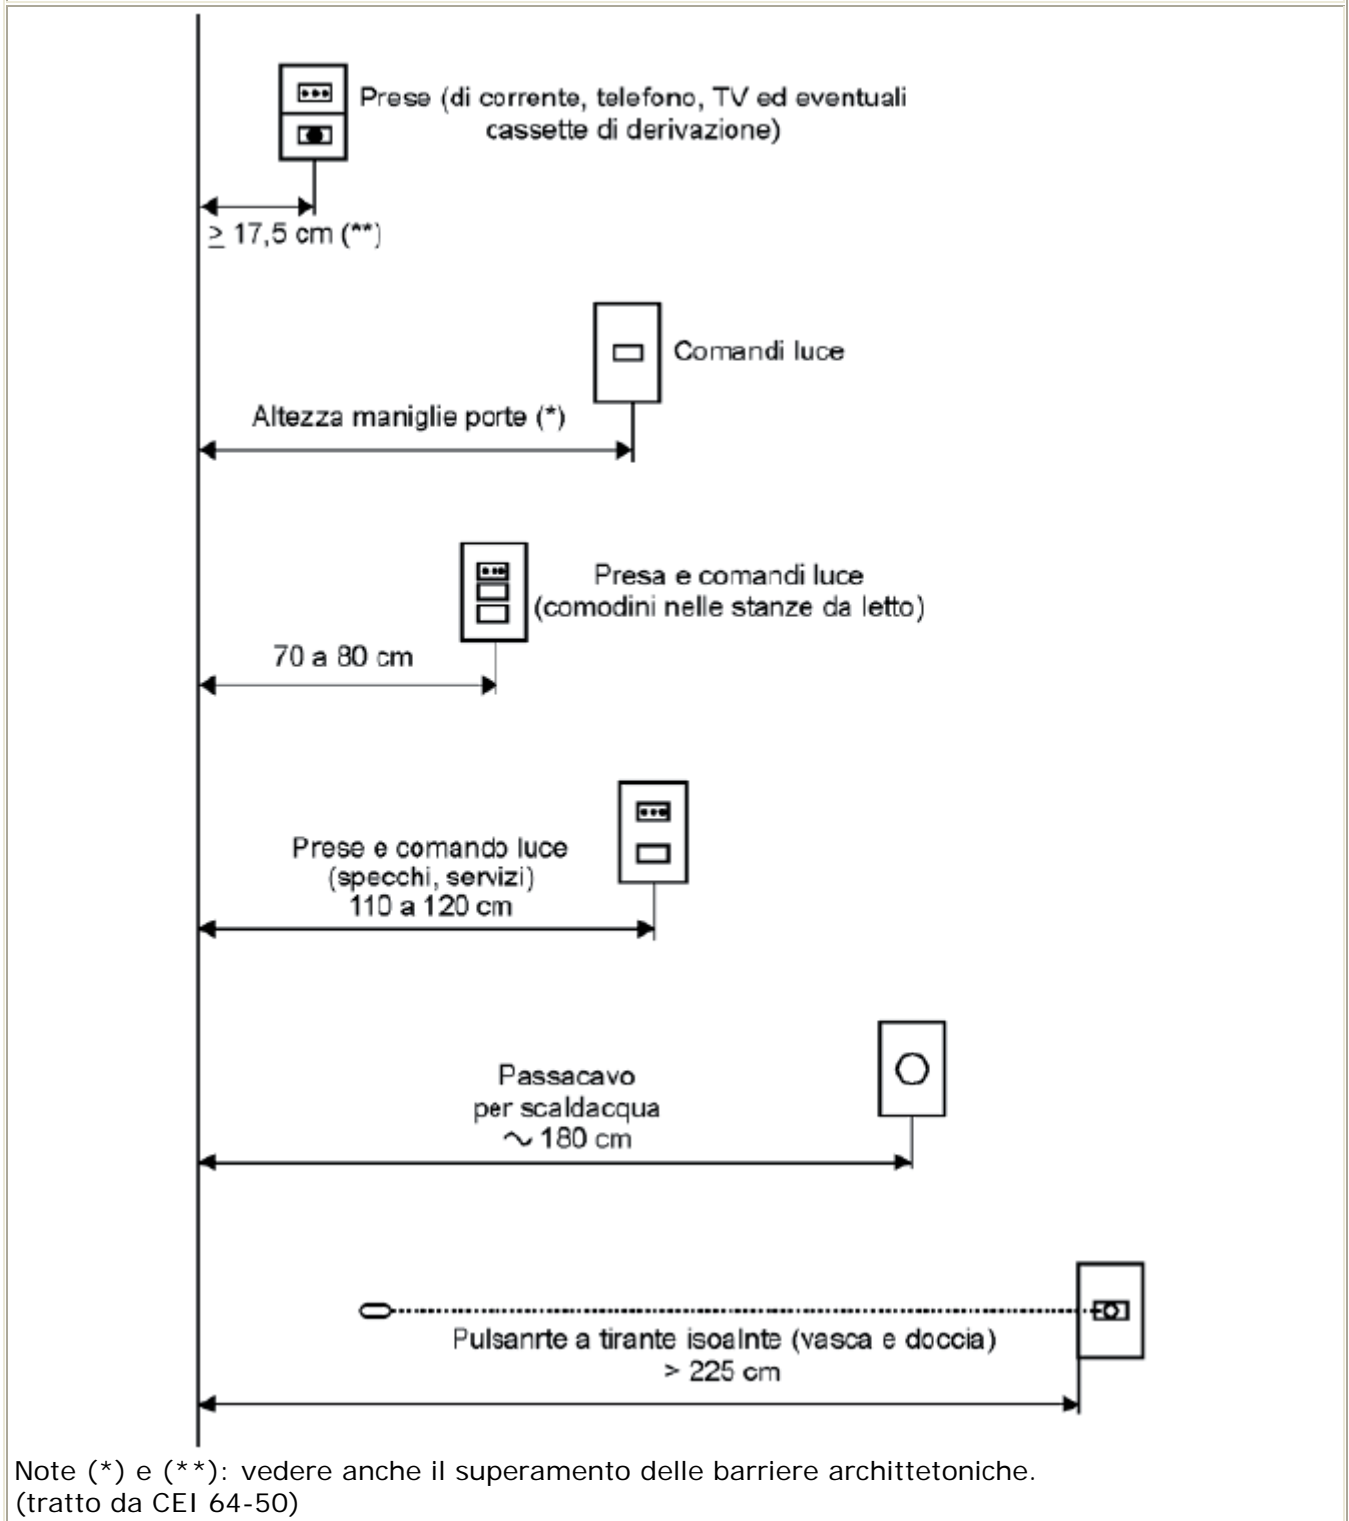 Prese (di corrente, telefono, TV ed eventuali
cassette di derivazione)
≥ 17,5 cm (**)
Comandi luce
Altezza maniglie porte (*)
Presa e comandi luce
(comodini nelle stanze da letto)
70 a 80 cm
Prese e comando luce
(specchi, servizi)
110 a 120 cm
Passacavo
per scaldacqua
~ 180 cm
Pulsanrte a tirante isoalnte (vasca e doccia)
> 225 cm
Note (*) e (**): vedere anche il superamento delle barriere archittetoniche.
(tratto da CEI 64-50)